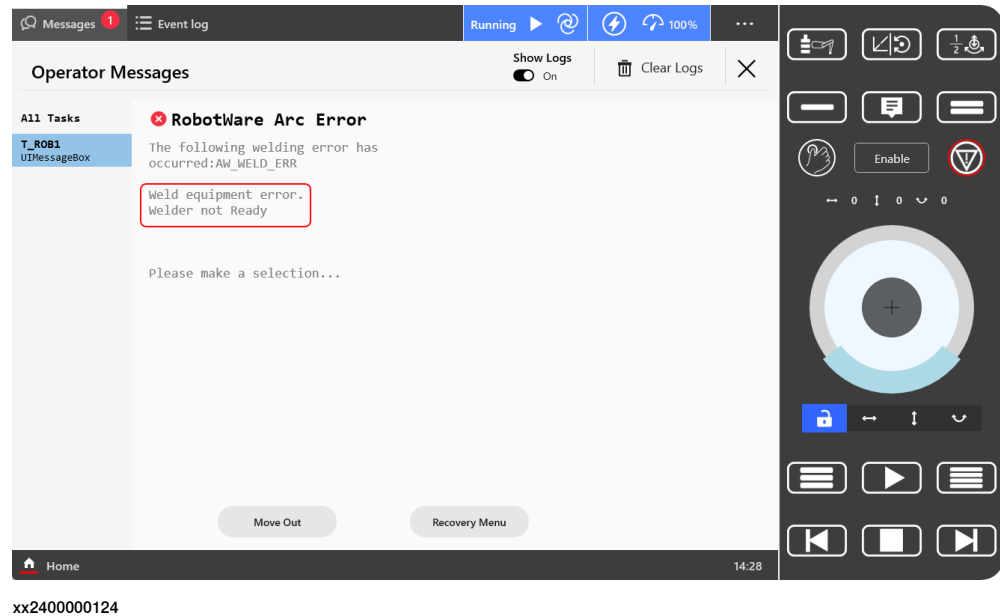 Messages 1 Event log Running 100% ...
Operator Messages Show Logs On Clear Logs
All Tasks
T_ROB1
UIMessageBox
RobotWare Arc Error
The following welding error has
occurred:AW_WELD_ERR
Weld equipment error.
Welder not Ready
Please make a selection...
Move Out Recovery Menu
Home 14:28
1/2
Enable
0 0 0
xx2400000124